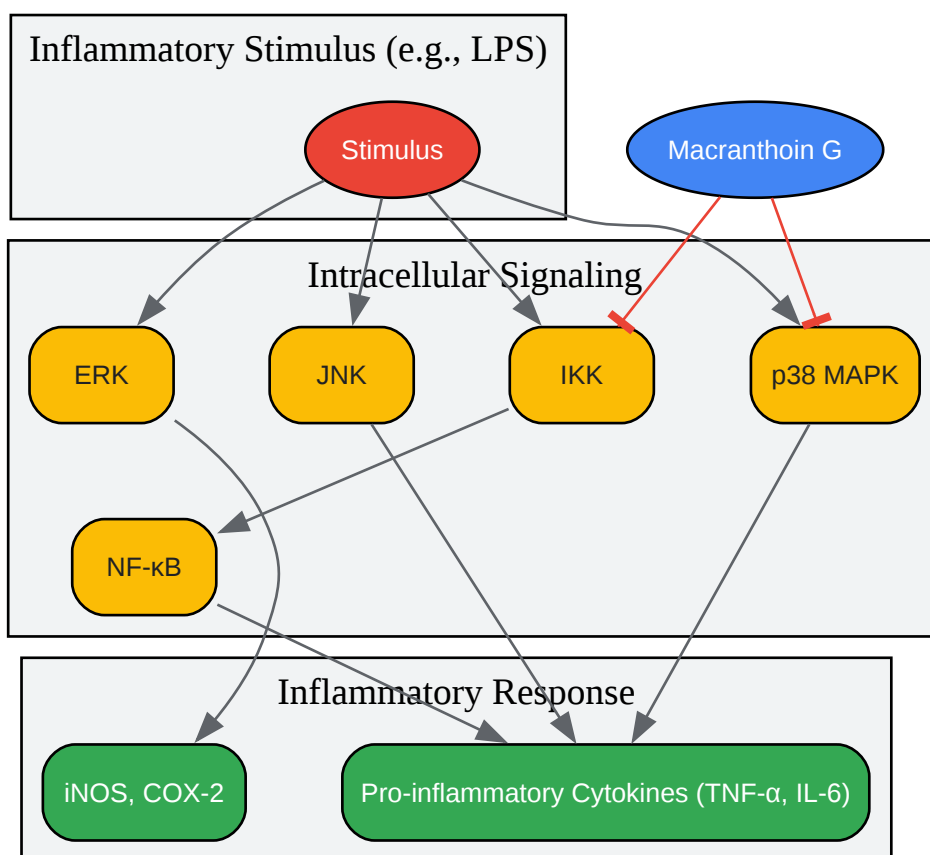 Inflammatory Stimulus (e.g., LPS)
Stimulus
Macranthoin G
Intracellular Signaling
ERK
JNK
IKK
p38 MAPK
NF-κB
Inflammatory Response
iNOS, COX-2
Pro-inflammatory Cytokines (TNF-α, IL-6)